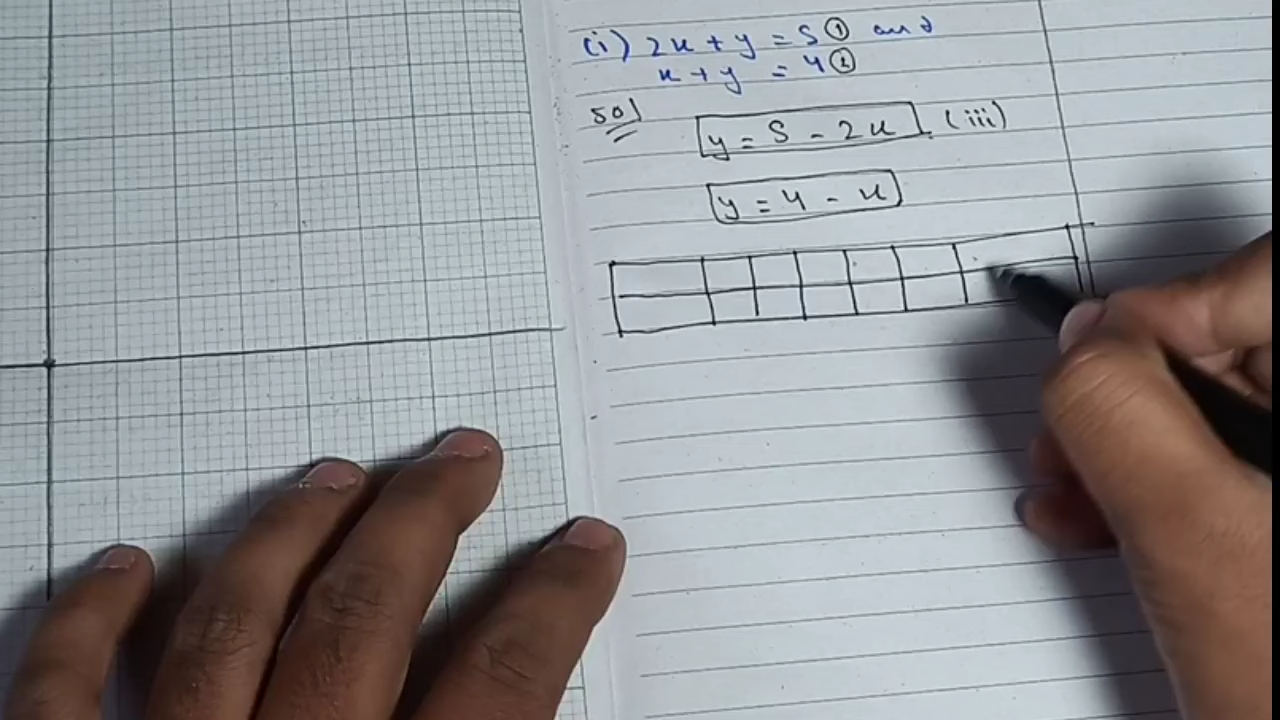 (i) 2x + y = 5 ① and
x + y = 4 ②
Sol
y = 5 - 2x (iii)
y = 4 - x